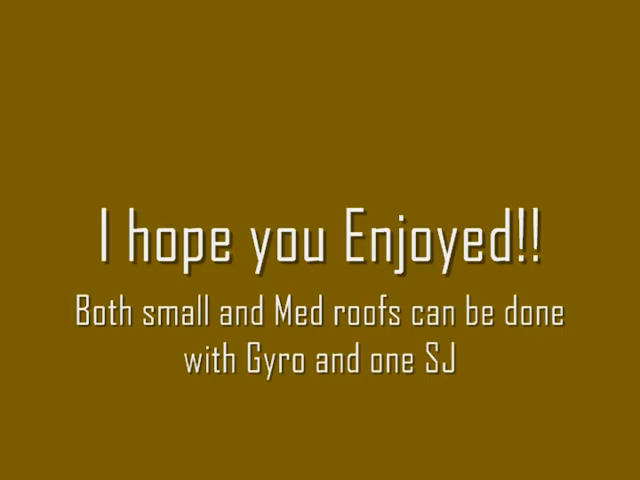 I hope you Enjoyed!!
Both small and Med roofs can be done
with Gyro and one SJ